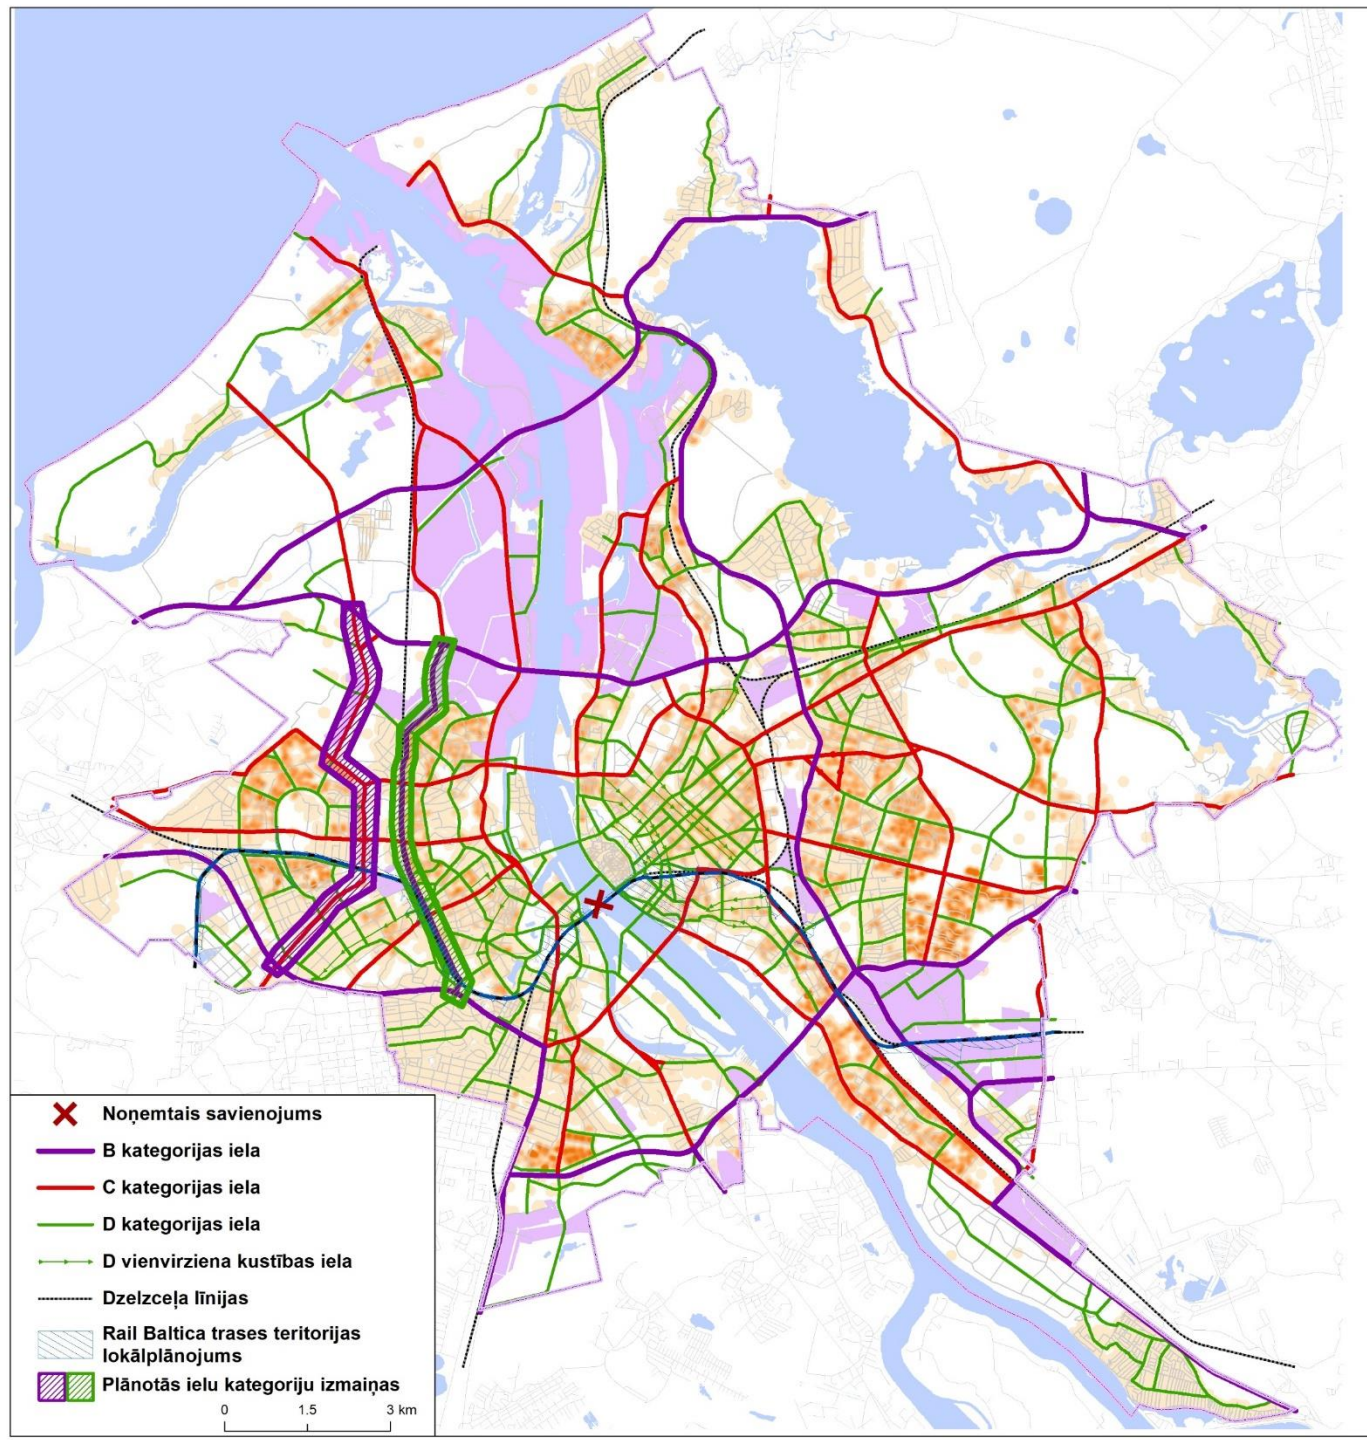 Noņemtais savienojums
B kategorijas iela
C kategorijas iela
D kategorijas iela
D vienvirziena kustības iela
Dzelzceļa līnijas
Rail Baltica trases teritorijas
lokālplānojums
Plānotās ielu kategoriju izmaiņas
0 1.5 3 km